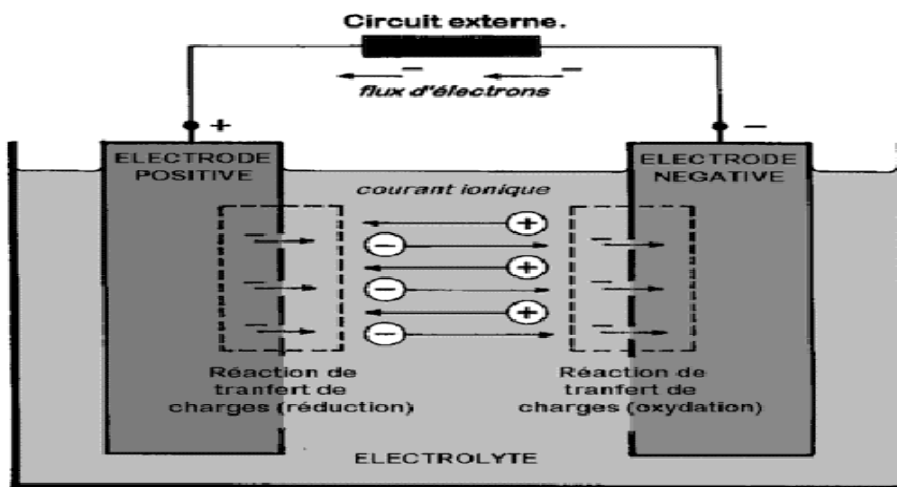 Circuit externe.
flux d'électrons
+
−
ELECTRODE
POSITIVE
ELECTRODE
NEGATIVE
courant ionique
Réaction de
tranfert de
charges (réduction)
Réaction de
tranfert de
charges (oxydation)
ELECTROLYTE